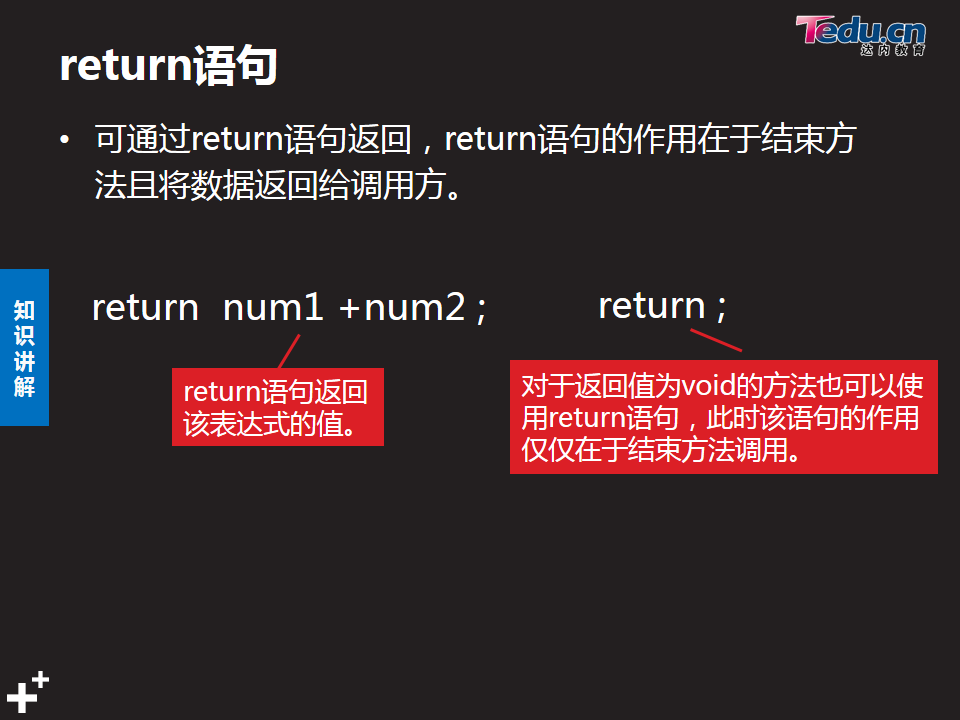 Tedu.cn
达内教育
return语句
• 可通过return语句返回，return语句的作用在于结束方
法且将数据返回给调用方。
知
识
讲
解
return num1 +num2 ;
return ;
return语句返回
该表达式的值。
对于返回值为void的方法也可以使
用return语句，此时该语句的作用
仅仅在于结束方法调用。